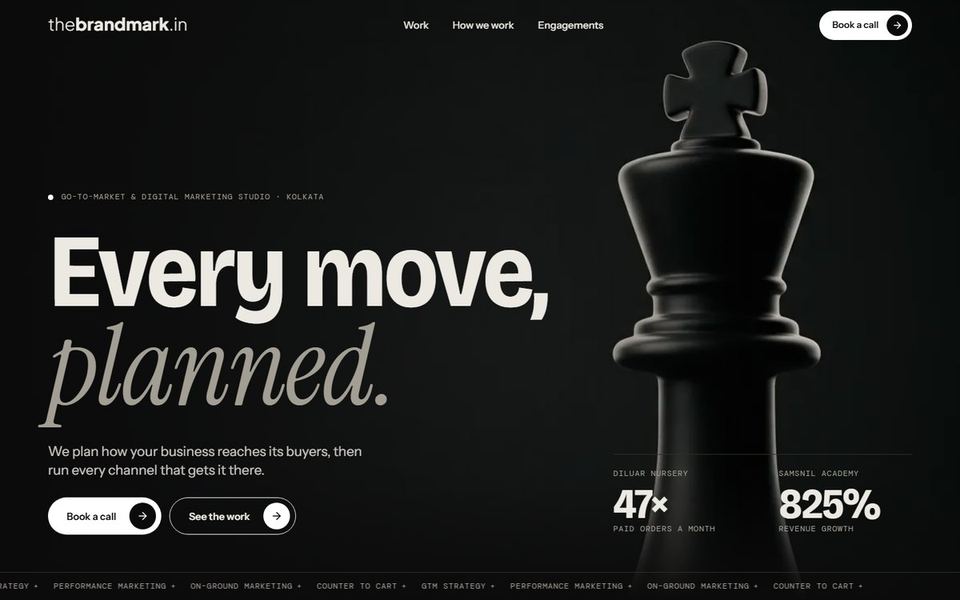 thebrandmark.in
Work
How we work
Engagements
Book a call
GO-TO-MARKET & DIGITAL MARKETING STUDIO · KOLKATA
Every move,
planned.
We plan how your business reaches its buyers, then
run every channel that gets it there.
Book a call
See the work
DILUAR NURSERY
47×
PAID ORDERS A MONTH
SAMSNIL ACADEMY
825%
REVENUE GROWTH
RATEGY + PERFORMANCE MARKETING + ON-GROUND MARKETING + COUNTER TO CART + GTM STRATEGY + PERFORMANCE MARKETING + ON-GROUND MARKETING + COUNTER TO CART +